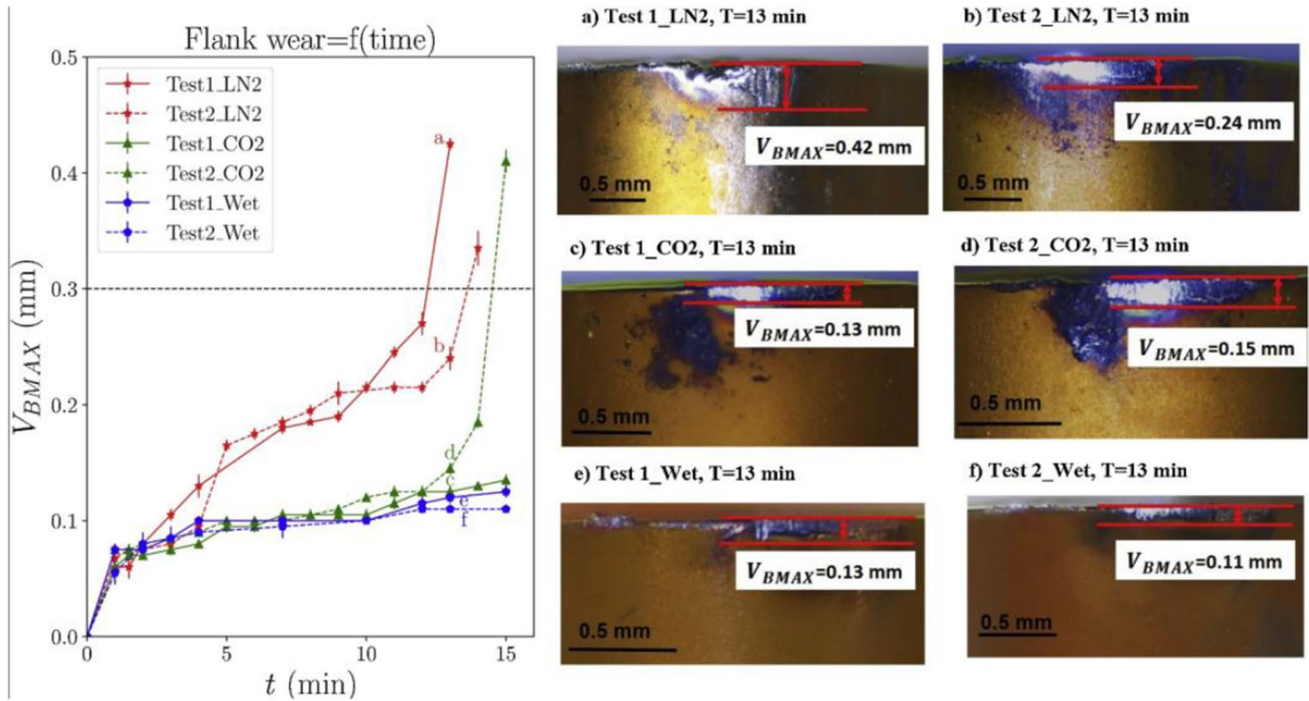 Flank wear=f(time)
V_BMAX (mm)
0.5
0.4
0.3
0.2
0.1
0.0
Test1_LN2
Test2_LN2
Test1_CO2
Test2_CO2
Test1_Wet
Test2_Wet
a
b
d
c
e
f
0
5
10
15
t (min)
a) Test 1_LN2, T=13 min
V_BMAX=0.42 mm
0.5 mm
b) Test 2_LN2, T=13 min
V_BMAX=0.24 mm
0.5 mm
c) Test 1_CO2, T=13 min
V_BMAX=0.13 mm
0.5 mm
d) Test 2_CO2, T=13 min
V_BMAX=0.15 mm
0.5 mm
e) Test 1_Wet, T=13 min
V_BMAX=0.13 mm
0.5 mm
f) Test 2_Wet, T=13 min
V_BMAX=0.11 mm
0.5 mm